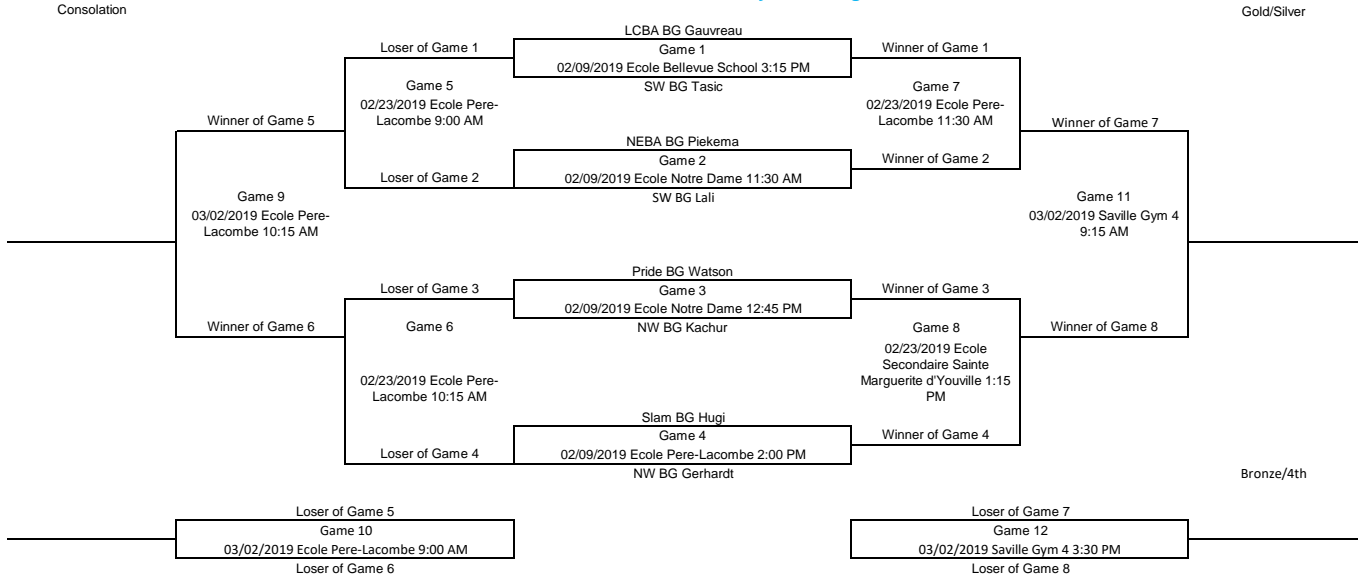 Consolation
Gold/Silver
LCBA BG Gauvreau
Loser of Game 1
Game 1
Winner of Game 1
02/09/2019 Ecole Bellevue School 3:15 PM
Game 5
SW BG Tasic
Game 7
02/23/2019 Ecole Pere-
Lacombe 9:00 AM
02/23/2019 Ecole Pere-
Lacombe 11:30 AM
Winner of Game 5
Winner of Game 7
NEBA BG Piekema
Game 2
Winner of Game 2
Loser of Game 2
02/09/2019 Ecole Notre Dame 11:30 AM
SW BG Lali
Game 9
03/02/2019 Ecole Pere-
Lacombe 10:15 AM
Game 11
03/02/2019 Saville Gym 4
9:15 AM
Pride BG Watson
Loser of Game 3
Game 3
Winner of Game 3
02/09/2019 Ecole Notre Dame 12:45 PM
Winner of Game 6
Game 6
NW BG Kachur
Game 8
Winner of Game 8
02/23/2019 Ecole
Secondaire Sainte
Marguerite d'Youville 1:15
PM
02/23/2019 Ecole Pere-
Lacombe 10:15 AM
Slam BG Hugi
Game 4
Winner of Game 4
Loser of Game 4
02/09/2019 Ecole Pere-Lacombe 2:00 PM
NW BG Gerhardt
Bronze/4th
Loser of Game 5
Game 10
03/02/2019 Ecole Pere-Lacombe 9:00 AM
Loser of Game 6
Loser of Game 7
Game 12
03/02/2019 Saville Gym 4 3:30 PM
Loser of Game 8